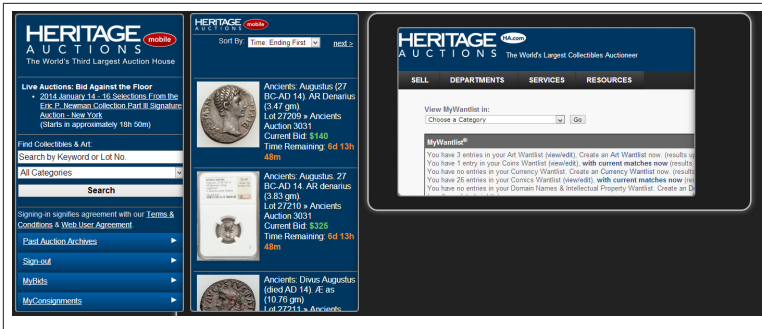 HERITAGE mobile
AUCTIONS
The World's Third Largest Auction House
Live Auctions: Bid Against the Floor
• 2014 January 14 - 16 Selections From the
Eric P. Newman Collection Part III Signature
Auction - New York
(Starts in approximately 18h 50m)
Find Collectibles & Art:
Search by Keyword or Lot No.
All Categories
Search
Signing-in signifies agreement with our Terms &
Conditions & Web User Agreement.
Past Auction Archives
Sign-out
MyBids
MyConsignments
HERITAGE mobile
AUCTIONS
Sort By: Time: Ending First next >
Ancients: Augustus (27
BC-AD 14). AR Denarius
(3.47 gm).
Lot 27209 » Ancients
Auction 3031
Current Bid: $140
Time Remaining: 6d 13h
48m
Ancients: Augustus. 27
BC-AD 14. AR denarius
(3.83 gm).
Lot 27210 » Ancients
Auction 3031
Current Bid: $325
Time Remaining: 6d 13h
48m
Ancients: Divus Augustus
(died AD 14). Æ as
(10.76 gm)
Lot 27211 » Ancients
HERITAGE HA.com
AUCTIONS The World's Largest Collectibles Auctioneer
SELL DEPARTMENTS SERVICES RESOURCES
View MyWantlist in:
Choose a Category Go
MyWantlist®
You have 3 entries in your Art Wantlist (view/edit). Create an Art Wantlist now. (results
You have 1 entry in your Coins Wantlist (view/edit), with current matches now
You have no entries in your Currency Wantlist. Create a Currency Wantlist now. (results
You have 26 entries in your Comics Wantlist (view/edit), with current matches now
You have no entries in your Domain Names & Intellectual Property Wantlist. Create an